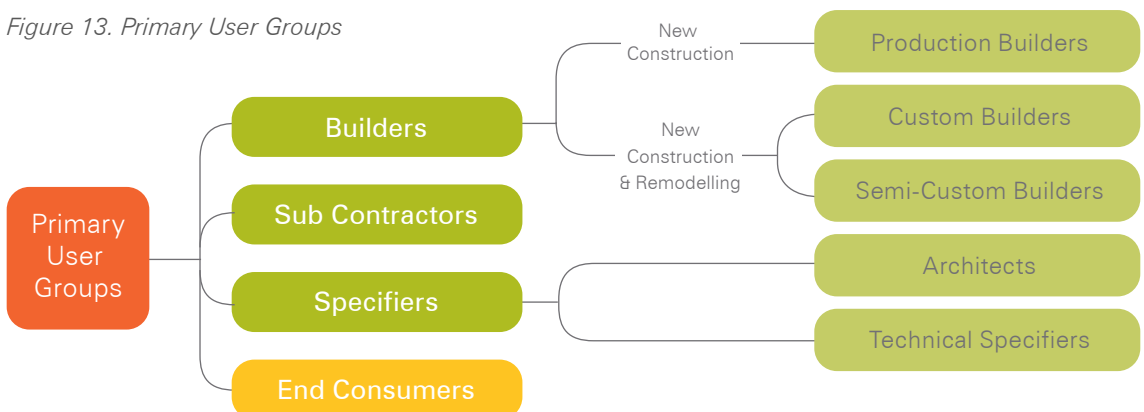 Figure 13. Primary User Groups
Primary
User
Groups
Builders
Sub Contractors
Specifiers
End Consumers
New
Construction
New
Construction
& Remodelling
Production Builders
Custom Builders
Semi-Custom Builders
Architects
Technical Specifiers